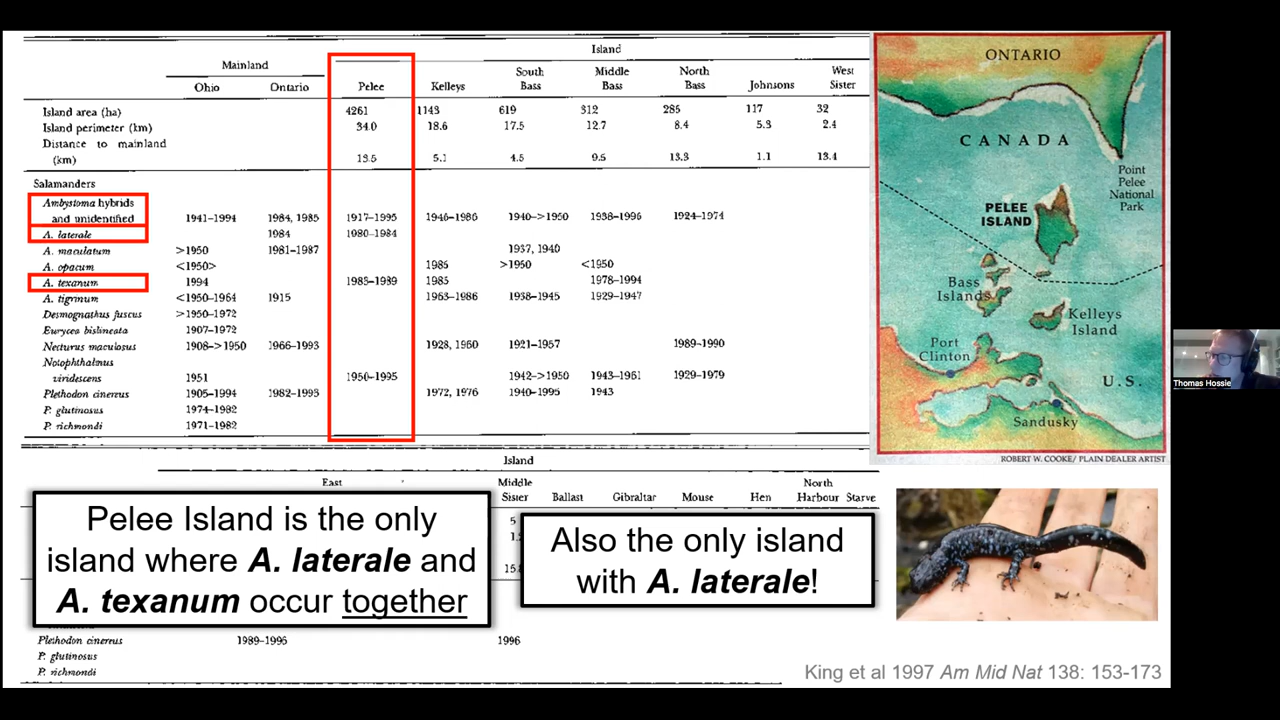 Island
Mainland
South Middle North West
Ohio Ontario Pelee Kelleys Bass Bass Bass Johnsons Sister
Island area (ha) 4261 1143 619 312 285 117 32
Island perimeter (km) 34.0 18.6 17.5 12.7 8.4 5.3 2.4
Distance to mainland
(km) 13.5 5.1 4.5 9.5 13.3 1.1 13.4
Salamanders
Ambystoma hybrids
and unidentified 1941–1994 1984, 1985 1917–1995 1946–1986 1940–>1950 1938–1996 1924–1974
A. laterale 1984 1980–1984
A. maculatum >1950 1981–1987 1937, 1940
A. opacum <1950> 1985 >1950 <1950
A. texanum 1994 1983–1989 1985 1978–1994
A. tigrinum <1950–1964 1915 1963–1986 1938–1945 1929–1947
Desmognathus fuscus >1950–1972
Eurycea bislineata 1907–1972
Necturus maculosus 1908–>1950 1966–1993 1928, 1950 1921–1957 1989–1990
Notophthalmus
viridescens 1951 1950–1995 1942–>1950 1943–1961 1929–1979
Plethodon cinereus 1905–1994 1982–1993 1972, 1976 1940–1995 1943
P. glutinosus 1974–1982
P. richmondi 1971–1982
Island
East Middle North
Sister Ballast Gibraltar Mouse Hen Harbour Starve
Pelee Island is the only
island where A. laterale and
A. texanum occur together
Also the only island
with A. laterale!
Plethodon cinereus 1989–1996 1996
P. glutinosus
P. richmondi
King et al 1997 Am Mid Nat 138: 153-173
ONTARIO
CANADA
Point
Pelee
National
Park
PELEE
ISLAND
Bass
Islands
Kelleys
Island
Port
Clinton
U.S.
Sandusky
ROBERT W. COOKE/ PLAIN DEALER ARTIST
Thomas Hossie